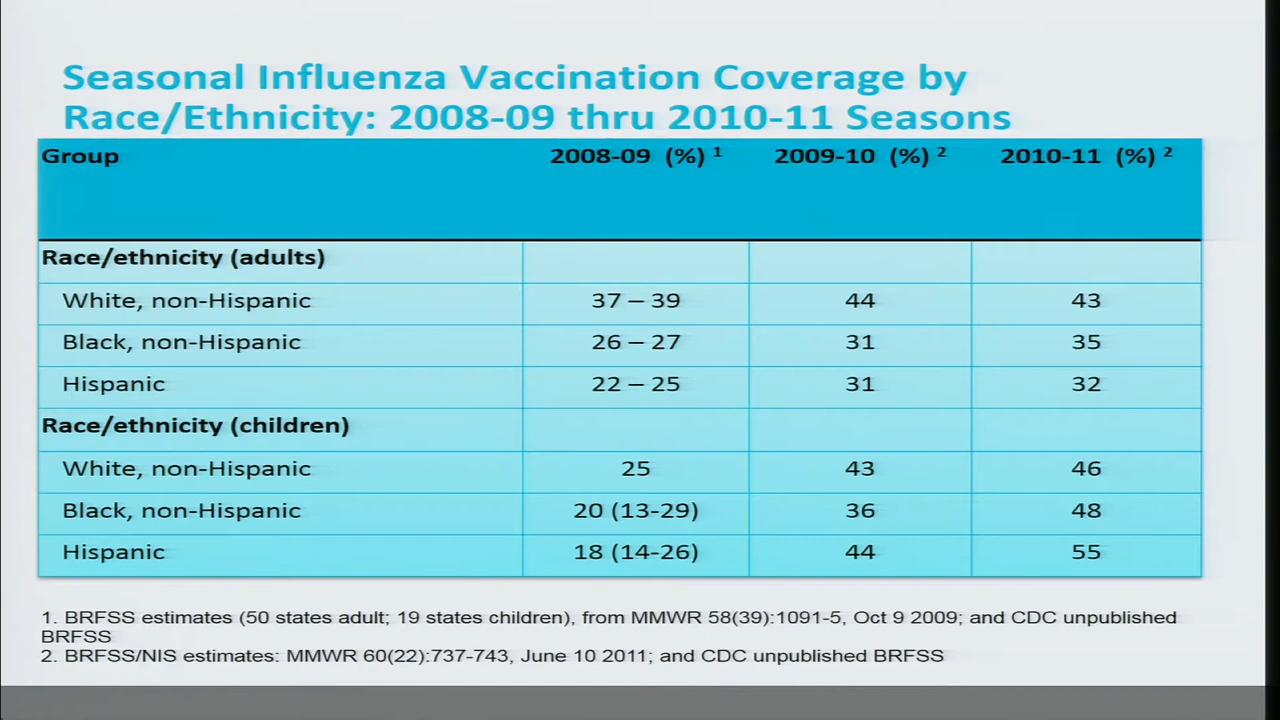 Seasonal Influenza Vaccination Coverage by
Race/Ethnicity: 2008-09 thru 2010-11 Seasons
Group 2008-09 (%) 1 2009-10 (%) 2 2010-11 (%) 2
Race/ethnicity (adults)
White, non-Hispanic 37 – 39 44 43
Black, non-Hispanic 26 – 27 31 35
Hispanic 22 – 25 31 32
Race/ethnicity (children)
White, non-Hispanic 25 43 46
Black, non-Hispanic 20 (13-29) 36 48
Hispanic 18 (14-26) 44 55
1. BRFSS estimates (50 states adult; 19 states children), from MMWR 58(39):1091-5, Oct 9 2009; and CDC unpublished
BRFSS
2. BRFSS/NIS estimates: MMWR 60(22):737-743, June 10 2011; and CDC unpublished BRFSS